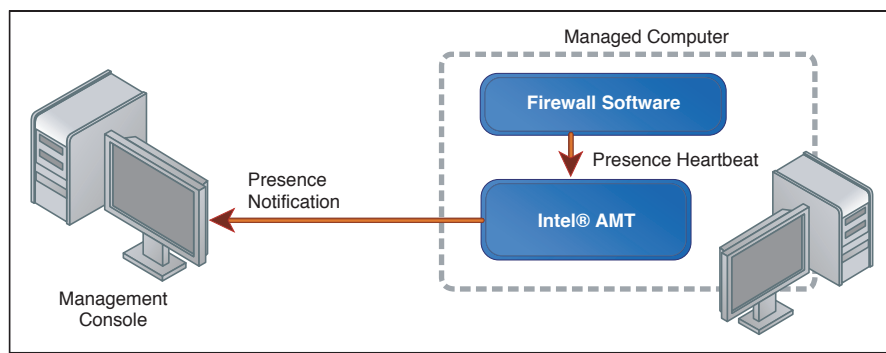 Managed Computer
Firewall Software
Presence Heartbeat
Presence
Notification
Intel® AMT
Management
Console